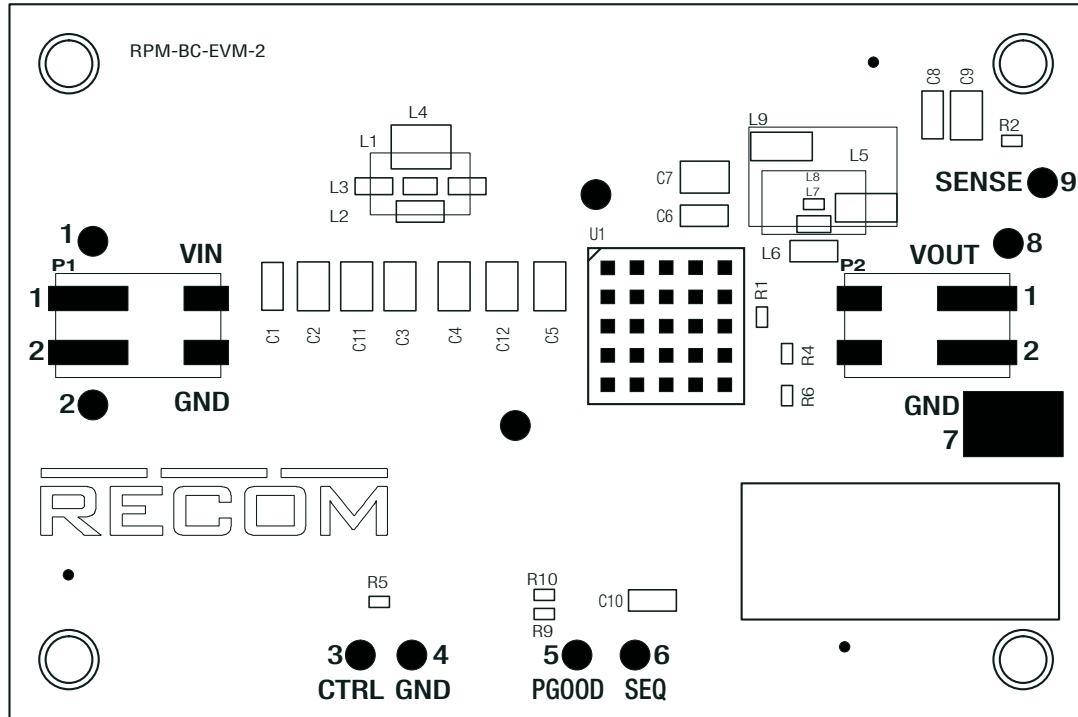 RPM-BC-EVM-2
C8
C9
L4
L9
R2
L1
L5
L3
C7
L8
L7
SENSE 9
L2
C6
1
U1
8
VIN
L6
VOUT
P1
P2
1
R1
1
C1
C2
C11
C3
C4
C12
C5
2
R4
2
R6
2
GND
GND
7
RECOM
R5
R10
C10
R9
3
4
5
6
CTRL
GND
PGOOD
SEQ